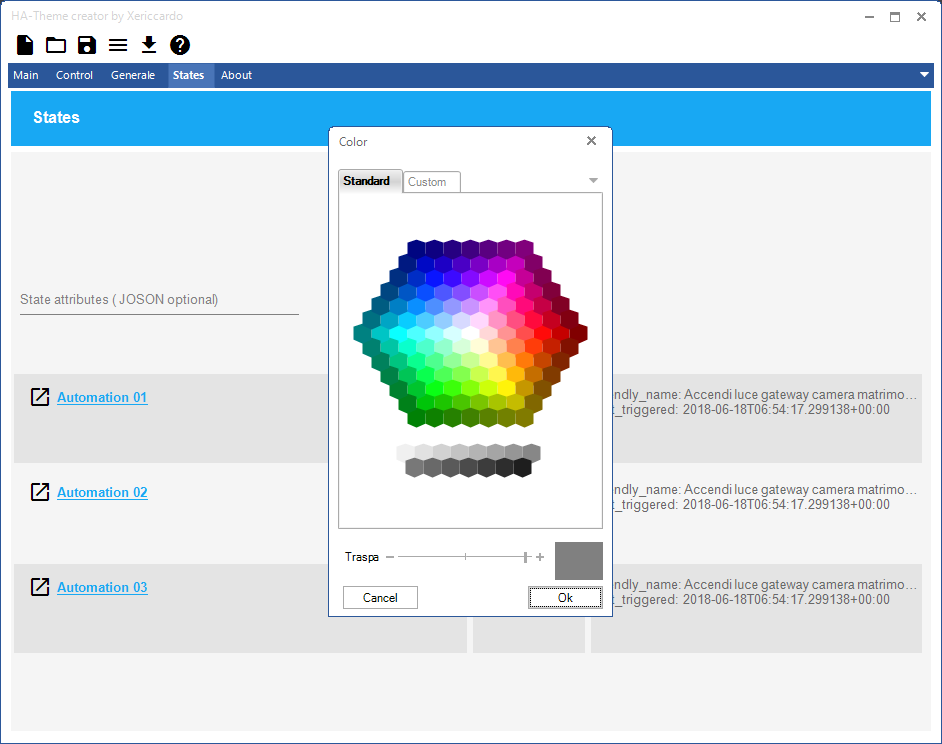 HA-Theme creator by Xericcardo
Main Control Generale States About
States
Color
Standard Custom
State attributes ( JOSON optional)
Automation 01
ndly_name: Accendi luce gateway camera matrimo...
t_triggered: 2018-06-18T06:54:17.299138+00:00
Automation 02
ndly_name: Accendi luce gateway camera matrimo...
t_triggered: 2018-06-18T06:54:17.299138+00:00
Traspa
Automation 03
ndly_name: Accendi luce gateway camera matrimo...
t_triggered: 2018-06-18T06:54:17.299138+00:00
Cancel Ok